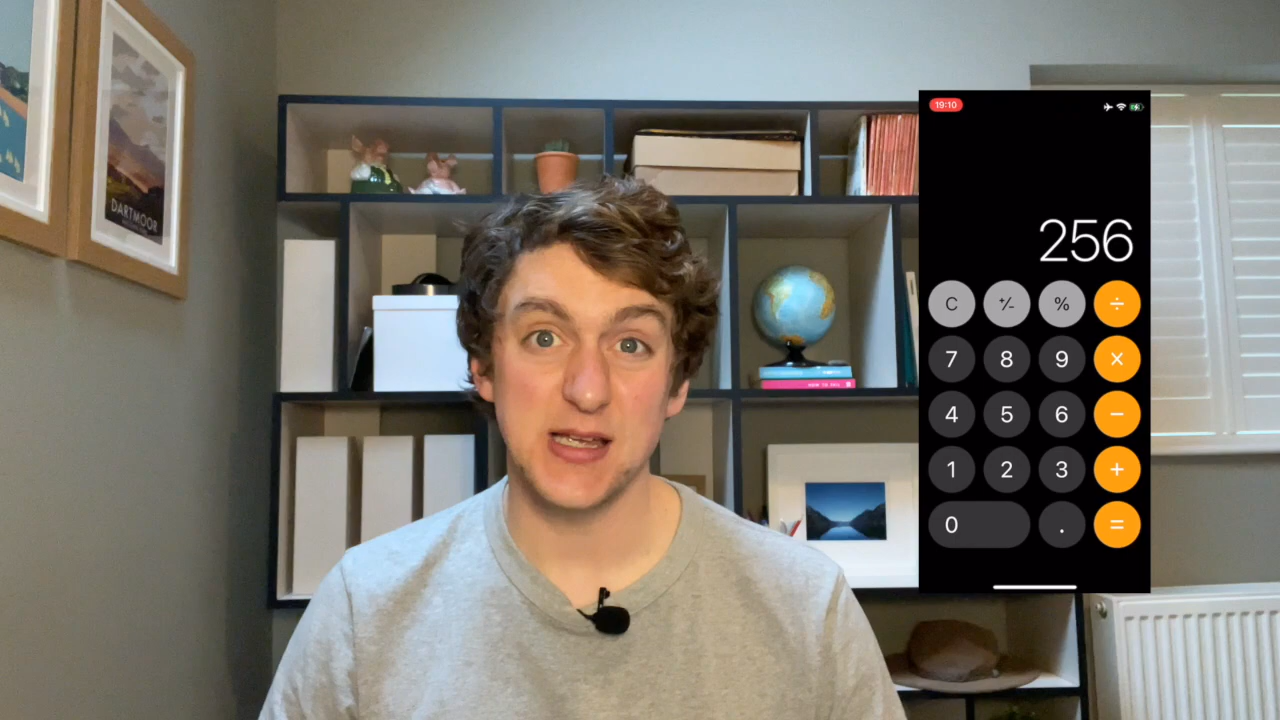 DARTMOOR
19:10
256
C +/- % ÷
7 8 9 ×
4 5 6 −
1 2 3 +
0 . =